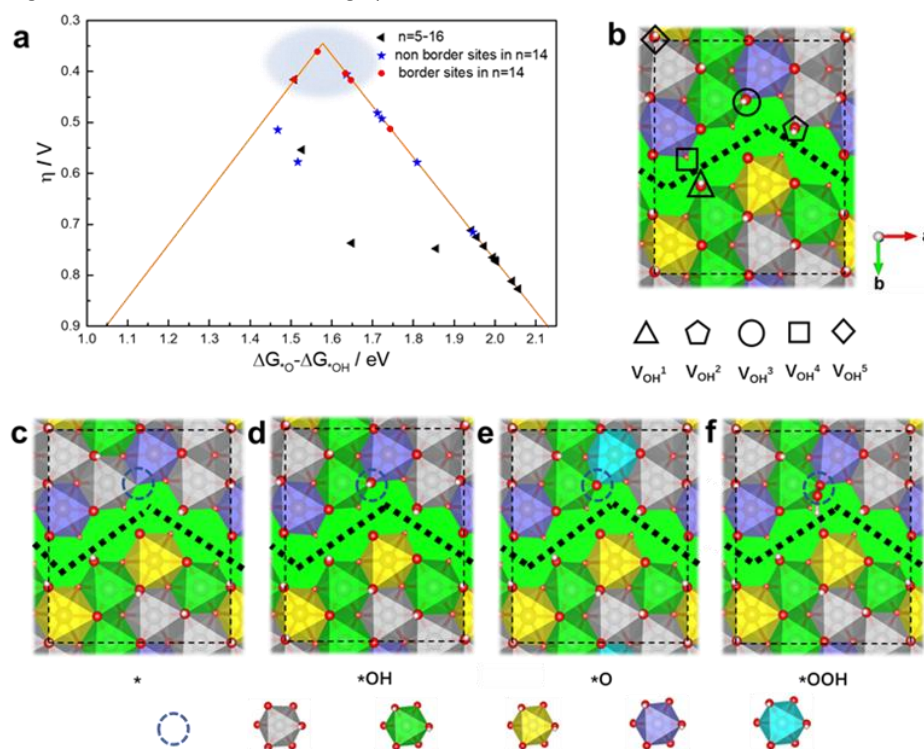 a
n=5-16
non border sites in n=14
border sites in n=14
0.3
0.4
0.5
0.6
0.7
0.8
0.9
η / V
1.0 1.1 1.2 1.3 1.4 1.5 1.6 1.7 1.8 1.9 2.0 2.1
ΔG*O-ΔG*OH / eV
b
b
VOH1 VOH2 VOH3 VOH4 VOH5
c d e f
* *OH *O *OOH